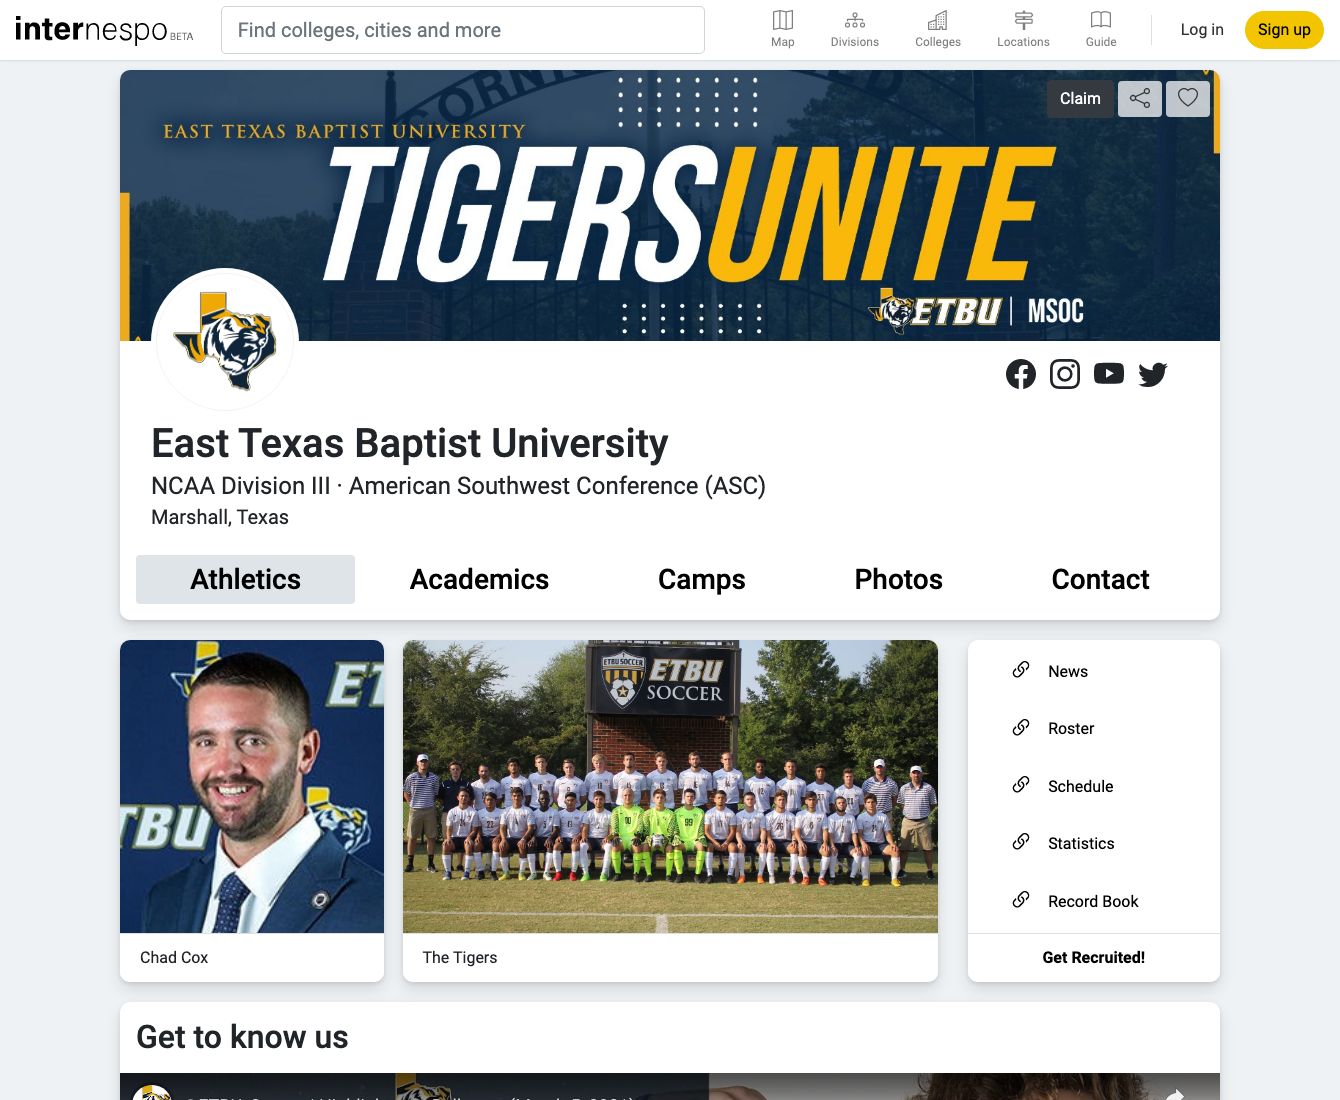 internespo BETA
Find colleges, cities and more
Map
Divisions
Colleges
Locations
Guide
Log in
Sign up
Claim
EAST TEXAS BAPTIST UNIVERSITY
TIGERSUNITE
ETBU | MSOC
East Texas Baptist University
NCAA Division III · American Southwest Conference (ASC)
Marshall, Texas
Athletics
Academics
Camps
Photos
Contact
ETBU SOCCER
ETBU
SOCCER
News
Roster
Schedule
Statistics
Record Book
Chad Cox
The Tigers
Get Recruited!
Get to know us